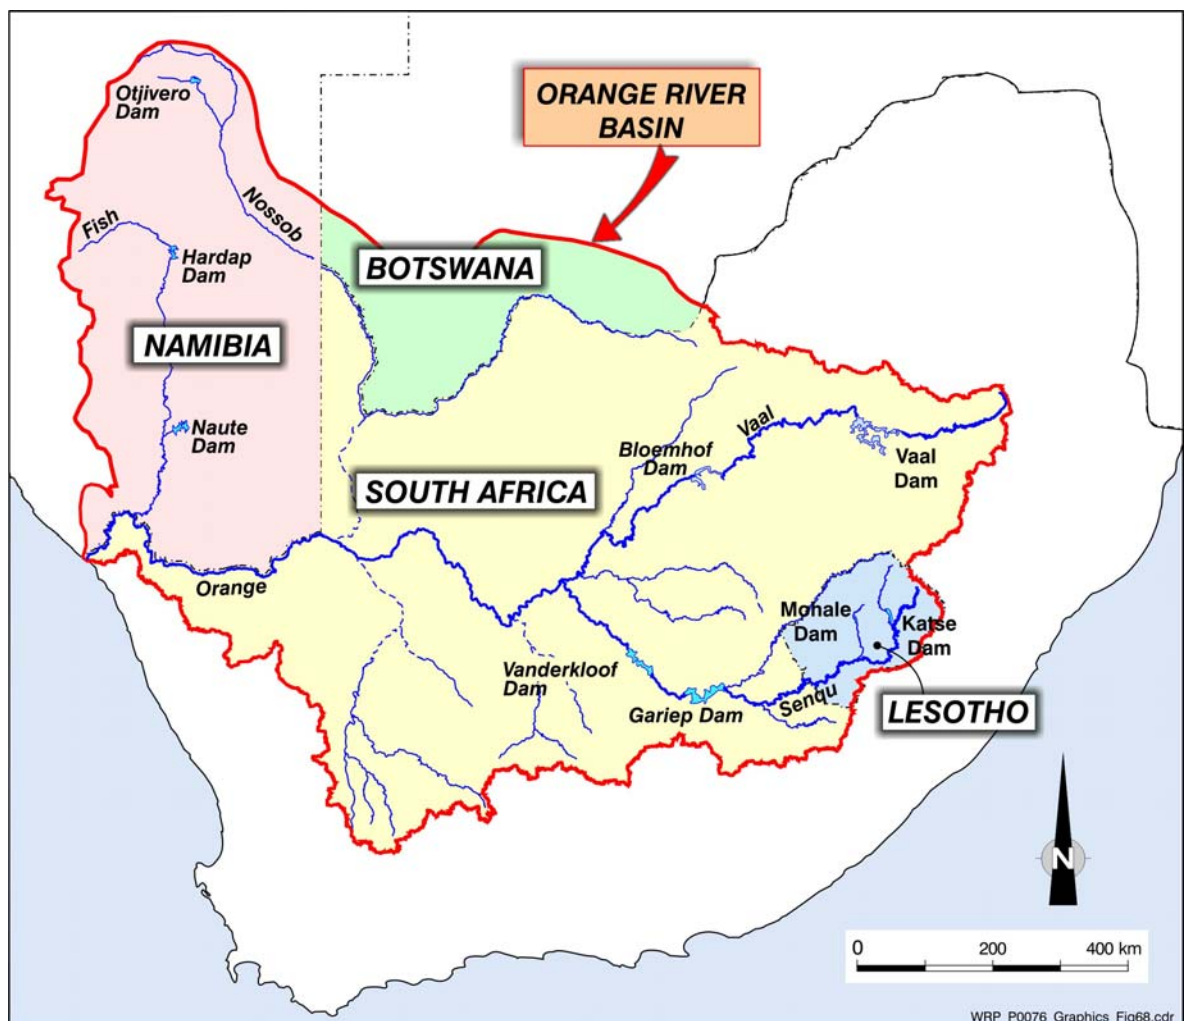 ORANGE RIVER
BASIN
Otjivero
Dam
Nossob
Fish
Hardap
Dam
BOTSWANA
NAMIBIA
Naute
Dam
Vaal
Bloemhof
Dam
Vaal
Dam
SOUTH AFRICA
Orange
Mohale
Dam
Katse
Dam
Vanderkloof
Dam
Senqu
Gariep Dam
LESOTHO
N
0
200
400 km
WRP_P0076_Graphics_Fig68.cdr